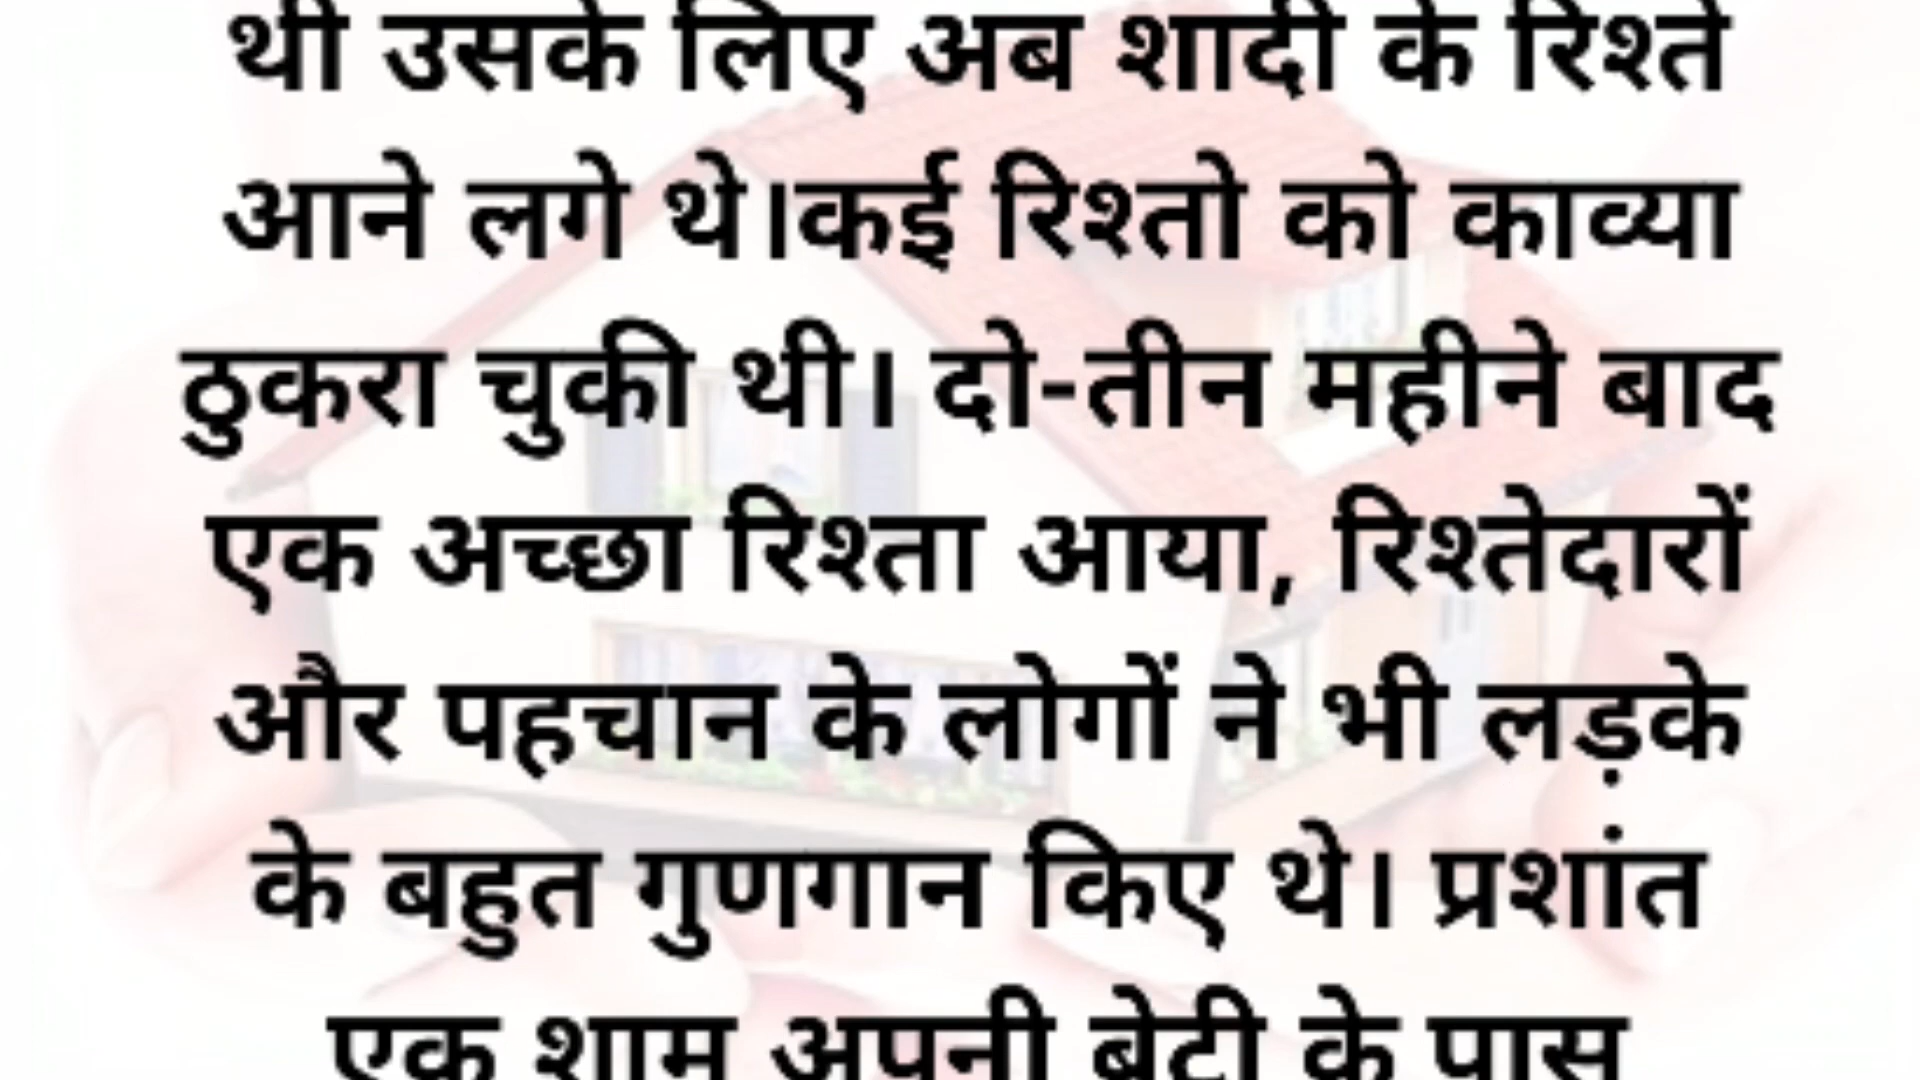 थी उसके लिए अब शादी के रिश्ते
आने लगे थे।कई रिश्तो को काव्या
ठुकरा चुकी थी। दो-तीन महीने बाद
एक अच्छा रिश्ता आया, रिश्तेदारों
और पहचान के लोगों ने भी लड़के
के बहुत गुणगान किए थे। प्रशांत
एक शाम अपनी बेटी के पास